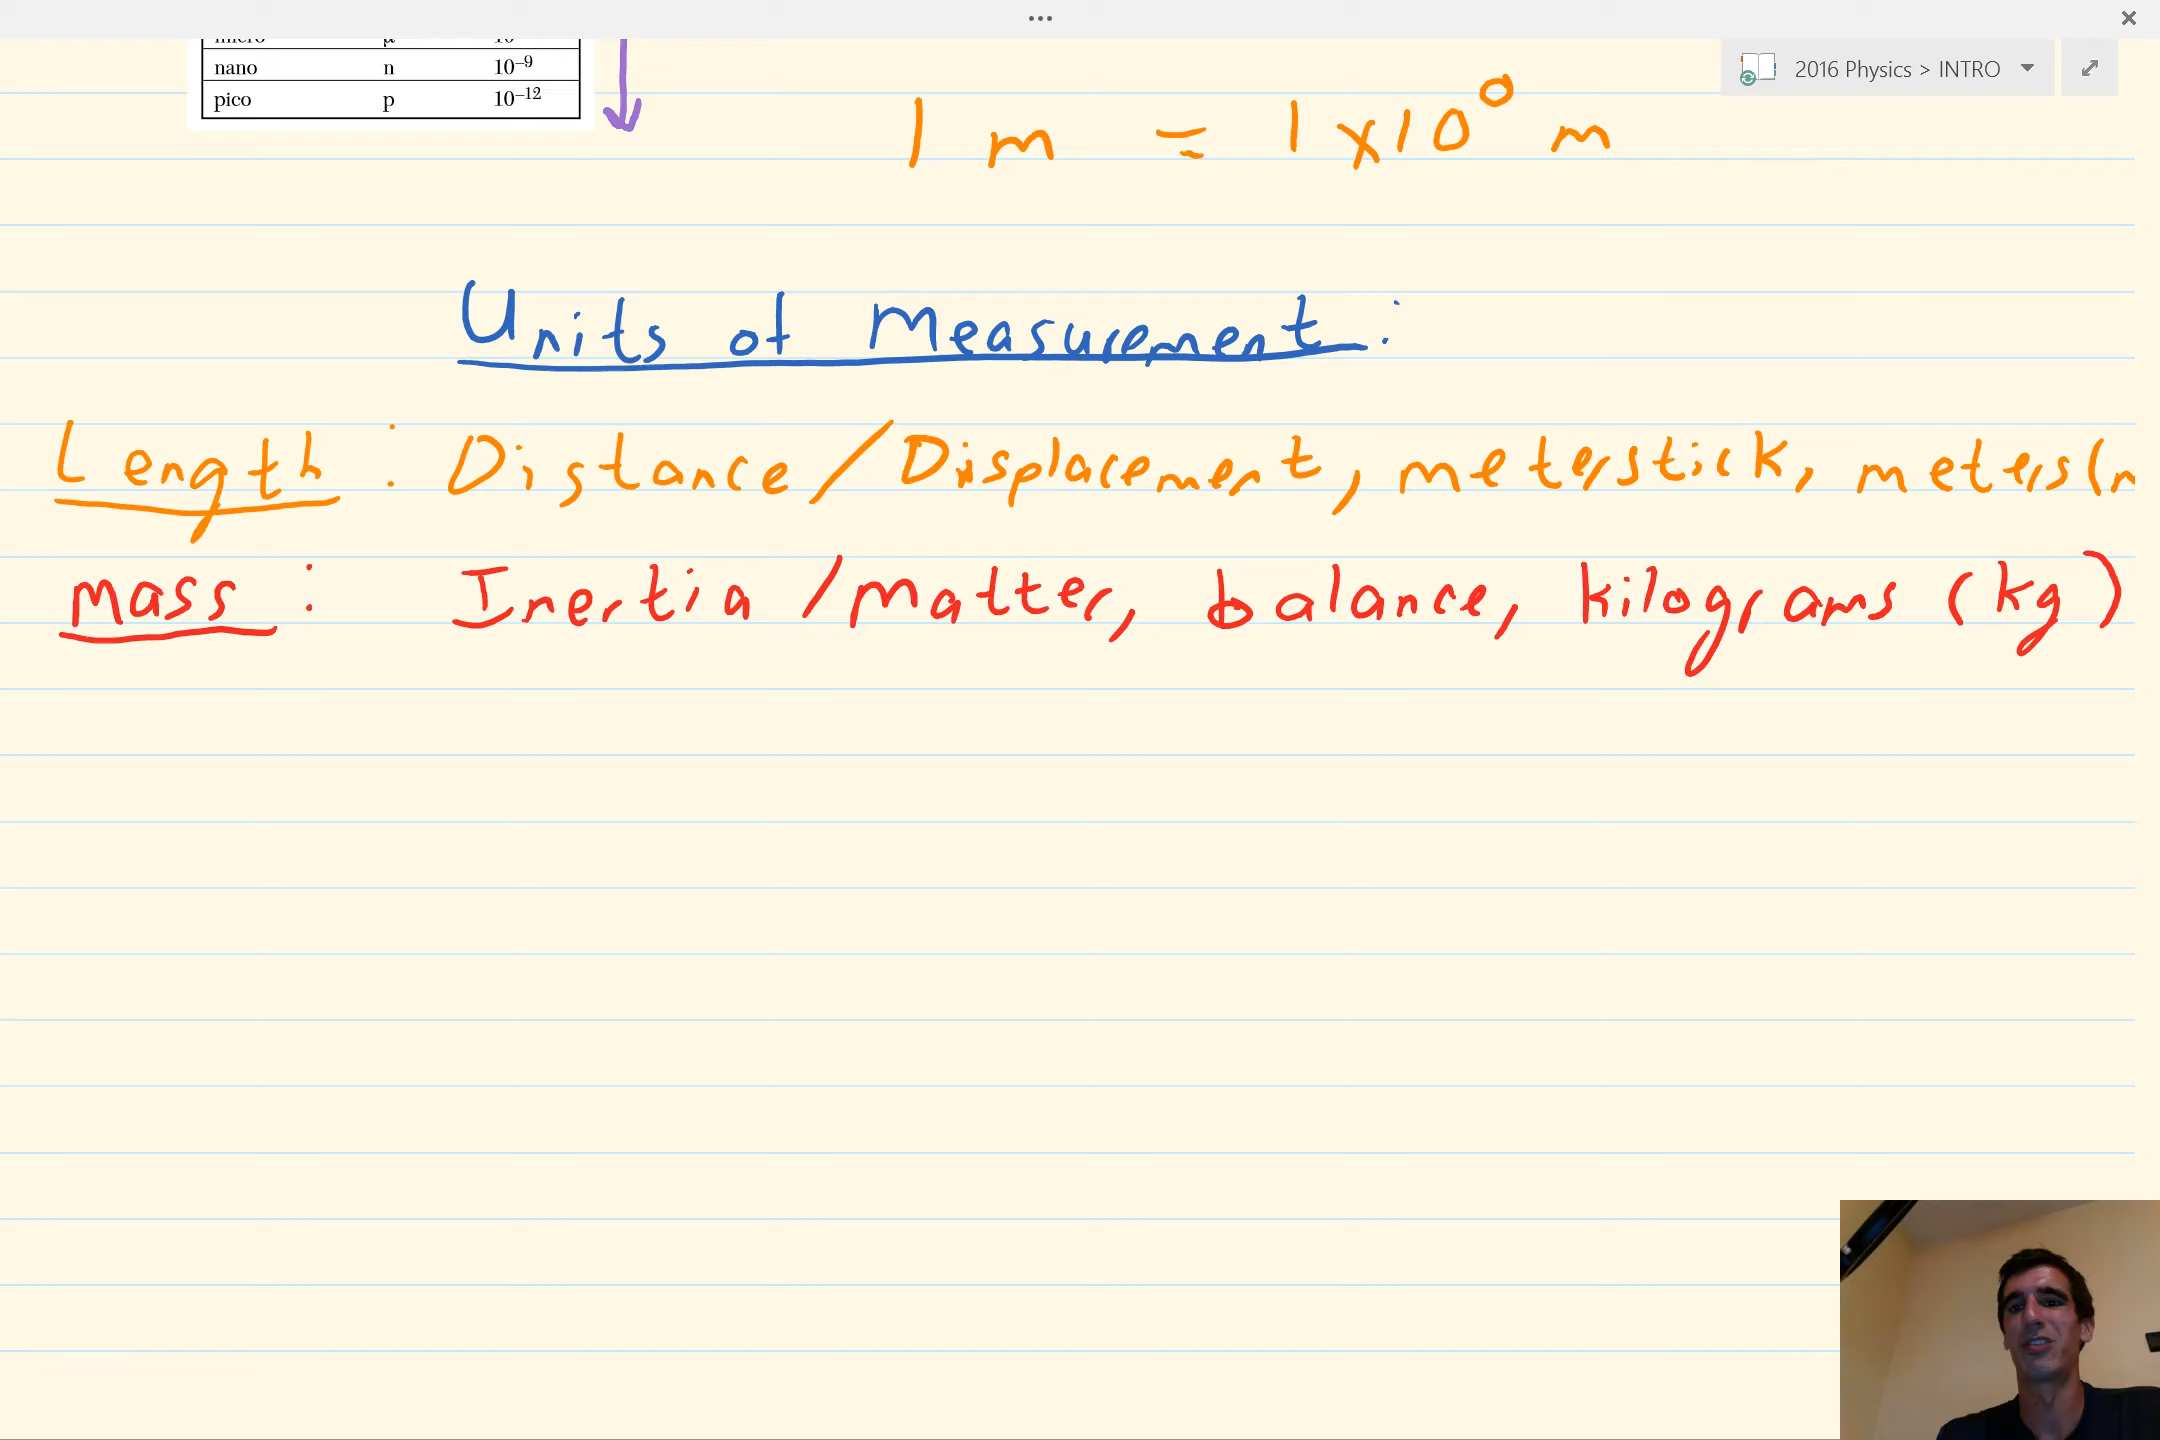 2016 Physics > INTRO
nano n 10⁻⁹
pico p 10⁻¹²
1 m = 1 x 10⁰ m
Units of Measurement:
Length: Distance/Displacement, meterstick, meters (m
Mass: Inertia/Matter, balance, kilograms (kg)